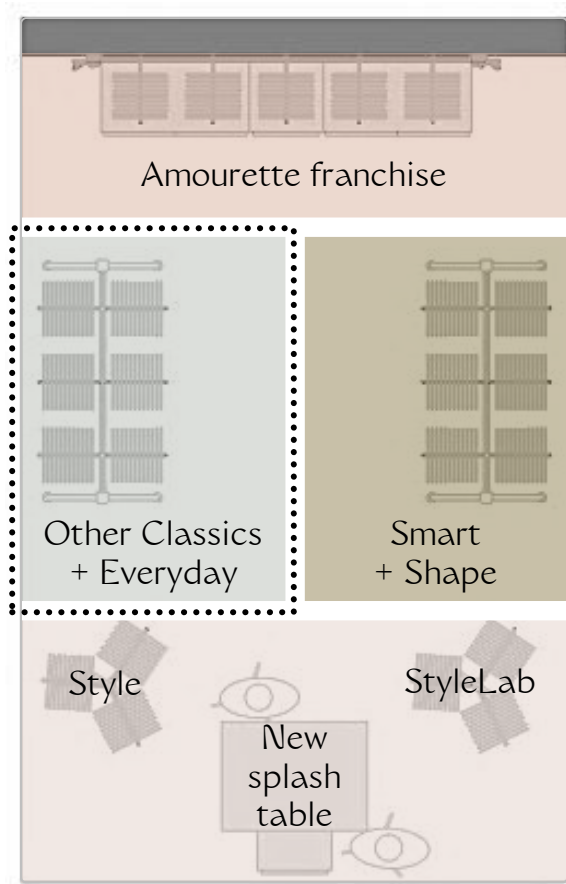 Amourette franchise
Other Classics
+ Everyday
Smart
+ Shape
Style
StyleLab
New
splash
table